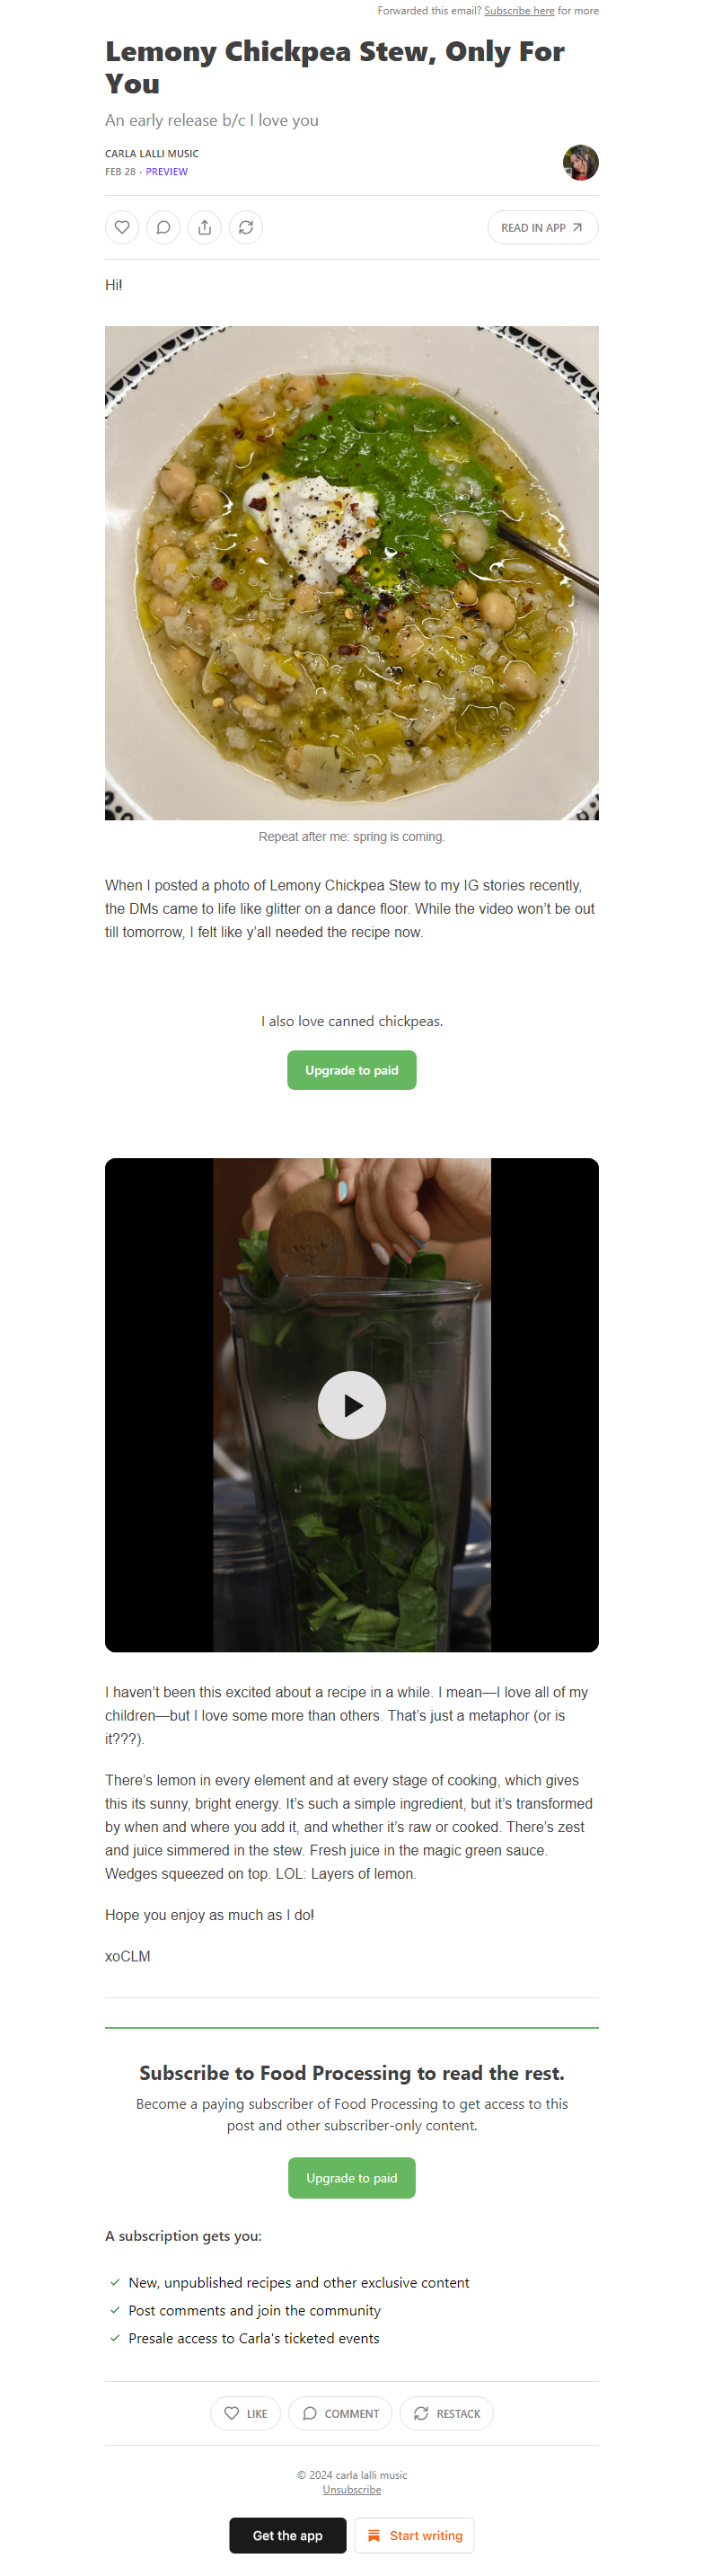 Forwarded this email? Subscribe here for more
Lemony Chickpea Stew, Only For
You
An early release b/c I love you
CARLA LALLI MUSIC
FEB 28 · PREVIEW
READ IN APP
Hi!
Repeat after me: spring is coming.
When I posted a photo of Lemony Chickpea Stew to my IG stories recently,
the DMs came to life like glitter on a dance floor. While the video won’t be out
till tomorrow, I felt like y’all needed the recipe now.
I also love canned chickpeas.
Upgrade to paid
I haven’t been this excited about a recipe in a while. I mean—I love all of my
children—but I love some more than others. That’s just a metaphor (or is
it???).
There’s lemon in every element and at every stage of cooking, which gives
this its sunny, bright energy. It’s such a simple ingredient, but it’s transformed
by when and where you add it, and whether it’s raw or cooked. There’s zest
and juice simmered in the stew. Fresh juice in the magic green sauce.
Wedges squeezed on top. LOL: Layers of lemon.
Hope you enjoy as much as I do!
xoCLM
Subscribe to Food Processing to read the rest.
Become a paying subscriber of Food Processing to get access to this
post and other subscriber-only content.
Upgrade to paid
A subscription gets you:
New, unpublished recipes and other exclusive content
Post comments and join the community
Presale access to Carla's ticketed events
LIKE COMMENT RESTACK
© 2024 carla lalli music
Unsubscribe
Get the app Start writing